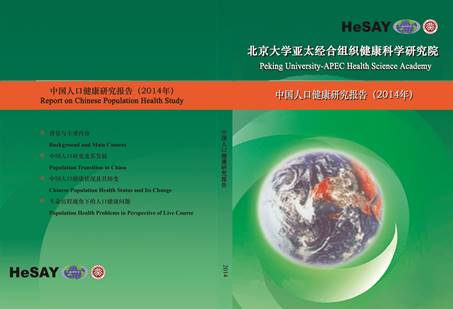 中国人口健康研究报告（2014年）
Report on Chinese Population Health Study
背景与主要内容
Background and Main Content
中国人口转变及其发展
Population Transition in China
中国人口健康状况及其转变
Chinese Population Health Status and Its Change
生命历程视角下的人口健康问题
Population Health Problems in Perspective of Live Course
HeSAY
中国人口健康研究报告
2014
HeSAY
北京大学亚太经合组织健康科学研究院
Peking University-APEC Health Science Academy
中国人口健康研究报告（2014年）